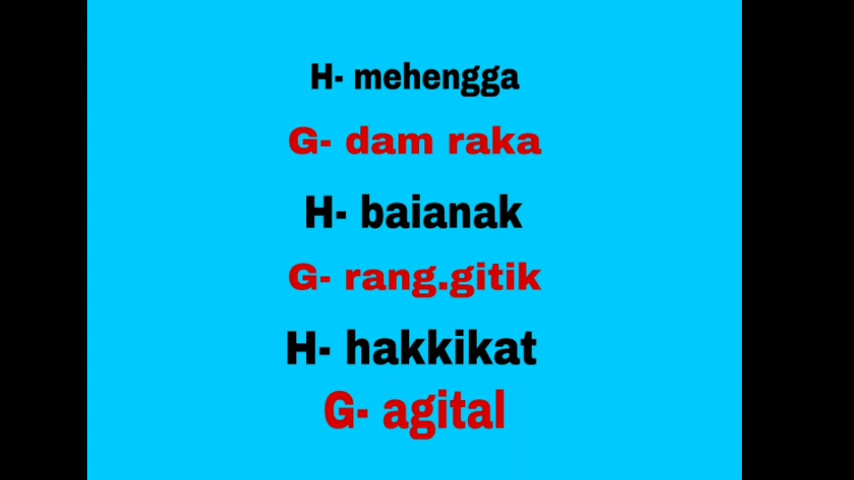 H- mehengga
G- dam raka
H- baianak
G- rang.gitik
H- hakkikat
G- agital